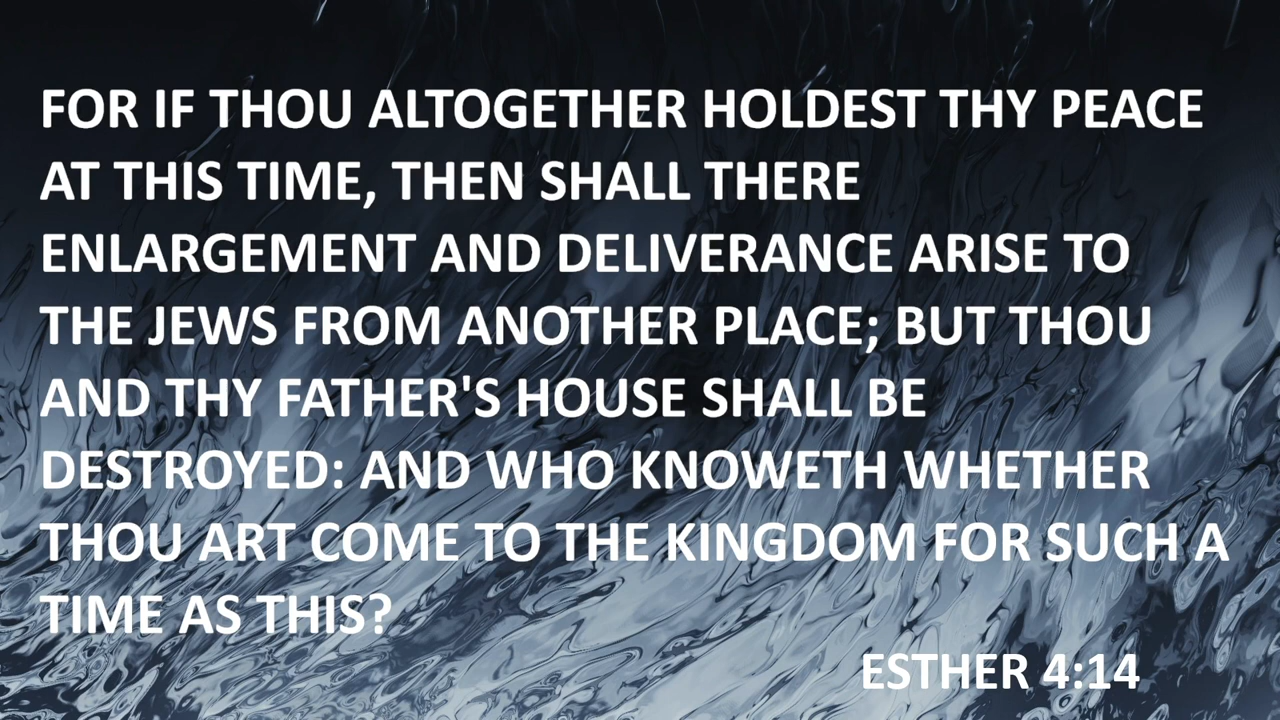 FOR IF THOU ALTOGETHER HOLDEST THY PEACE
AT THIS TIME, THEN SHALL THERE
ENLARGEMENT AND DELIVERANCE ARISE TO
THE JEWS FROM ANOTHER PLACE; BUT THOU
AND THY FATHER'S HOUSE SHALL BE
DESTROYED: AND WHO KNOWETH WHETHER
THOU ART COME TO THE KINGDOM FOR SUCH A
TIME AS THIS?
ESTHER 4:14